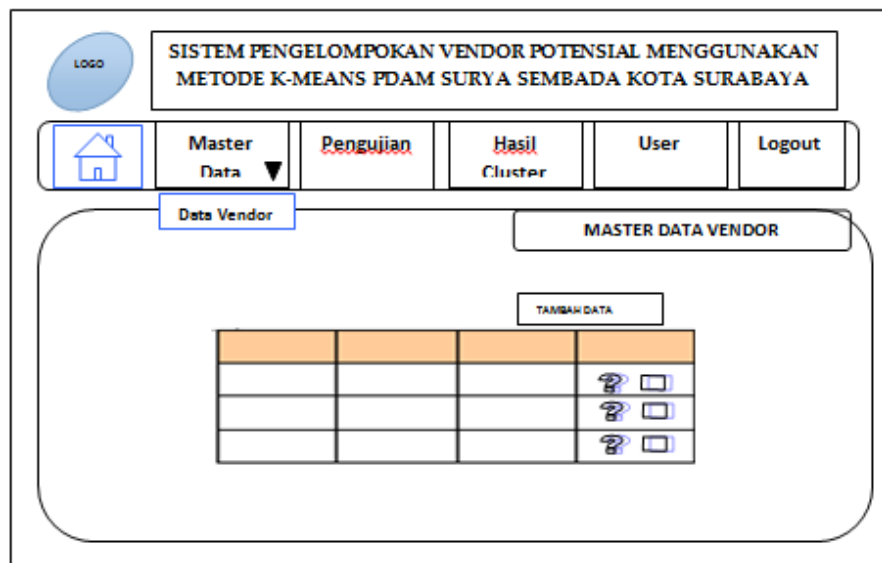 LOGO
SISTEM PENGELOMPOKAN VENDOR POTENSIAL MENGGUNAKAN
METODE K-MEANS PDAM SURYA SEMBADA KOTA SURABAYA
Master
Data
Pengujian
Hasil
Cluster
User
Logout
Data Vendor
MASTER DATA VENDOR
TAMBAH DATA
?
?
?